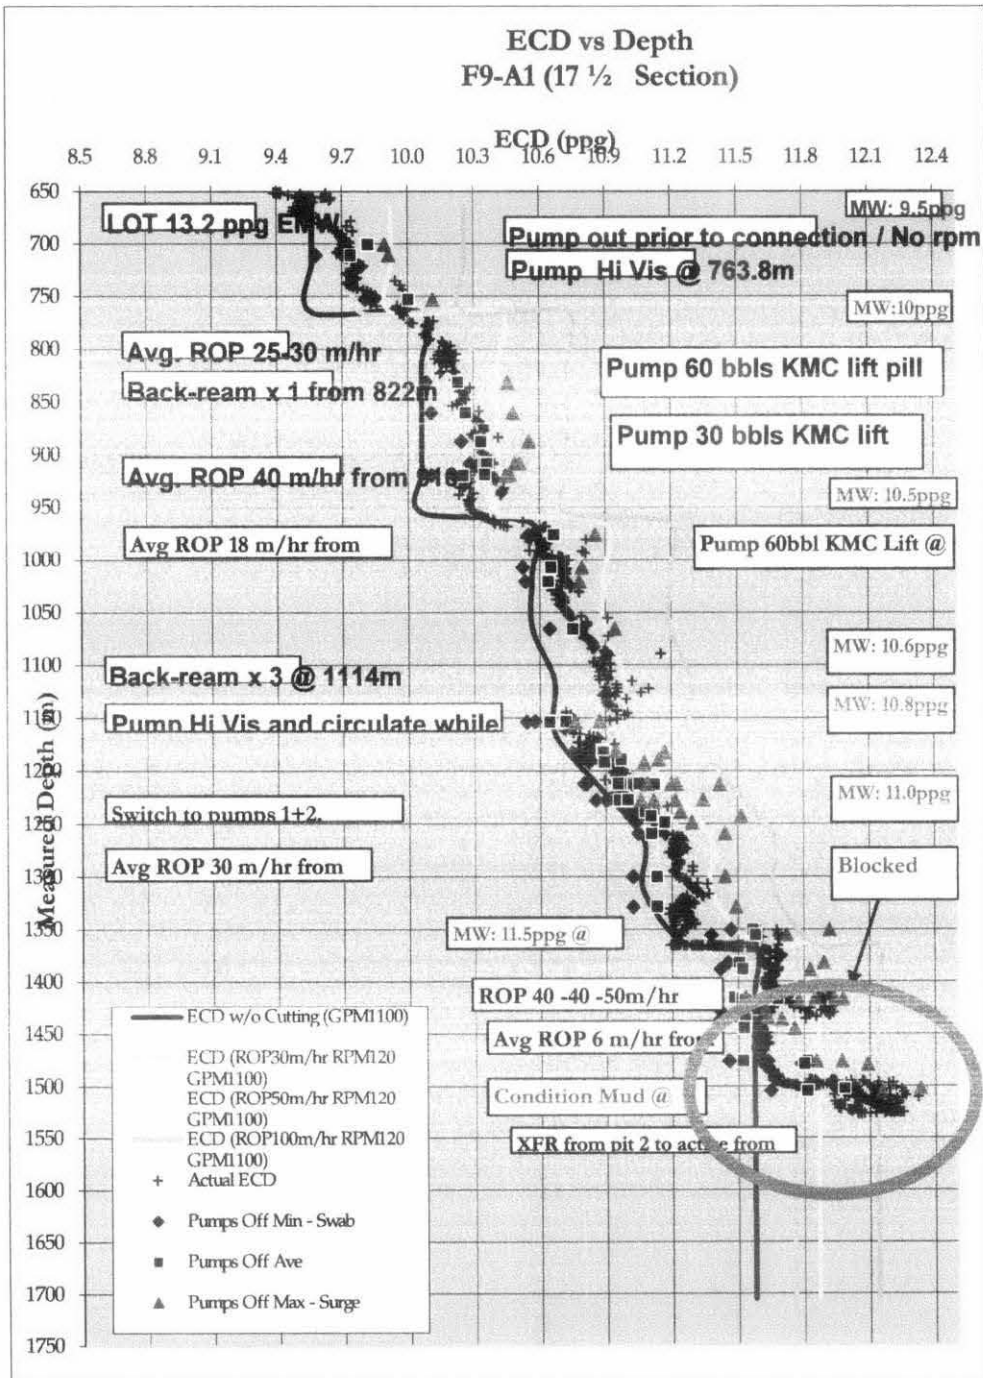 ECD vs Depth
F9-A1 (17 ½ Section)
ECD (ppg)
8.5 8.8 9.1 9.4 9.7 10.0 10.3 10.6 10.9 11.2 11.5 11.8 12.1 12.4
Measured Depth (m)
650
700
750
800
850
900
950
1000
1050
1100
1150
1200
1250
1300
1350
1400
1450
1500
1550
1600
1650
1700
1750
LOT 13.2 ppg EMW
MW: 9.5ppg
Pump out prior to connection / No rpm
Pump Hi Vis @ 763.8m
MW:10ppg
Avg. ROP 25-30 m/hr
Pump 60 bbls KMC lift pill
Back-ream x 1 from 822m
Pump 30 bbls KMC lift
Avg. ROP 40 m/hr from 916
MW: 10.5ppg
Avg ROP 18 m/hr from
Pump 60bbl KMC Lift @
MW: 10.6ppg
Back-ream x 3 @ 1114m
MW: 10.8ppg
Pump Hi Vis and circulate while
MW: 11.0ppg
Switch to pumps 1+2.
Avg ROP 30 m/hr from
Blocked
MW: 11.5ppg @
ROP 40 -40 -50m/hr
Avg ROP 6 m/hr from
Condition Mud @
XFR from pit 2 to active from
ECD w/o Cutting (GPM1100)
ECD (ROP30m/hr RPM120
GPM1100)
ECD (ROP50m/hr RPM120
GPM1100)
ECD (ROP100m/hr RPM120
GPM1100)
Actual ECD
Pumps Off Min - Swab
Pumps Off Ave
Pumps Off Max - Surge